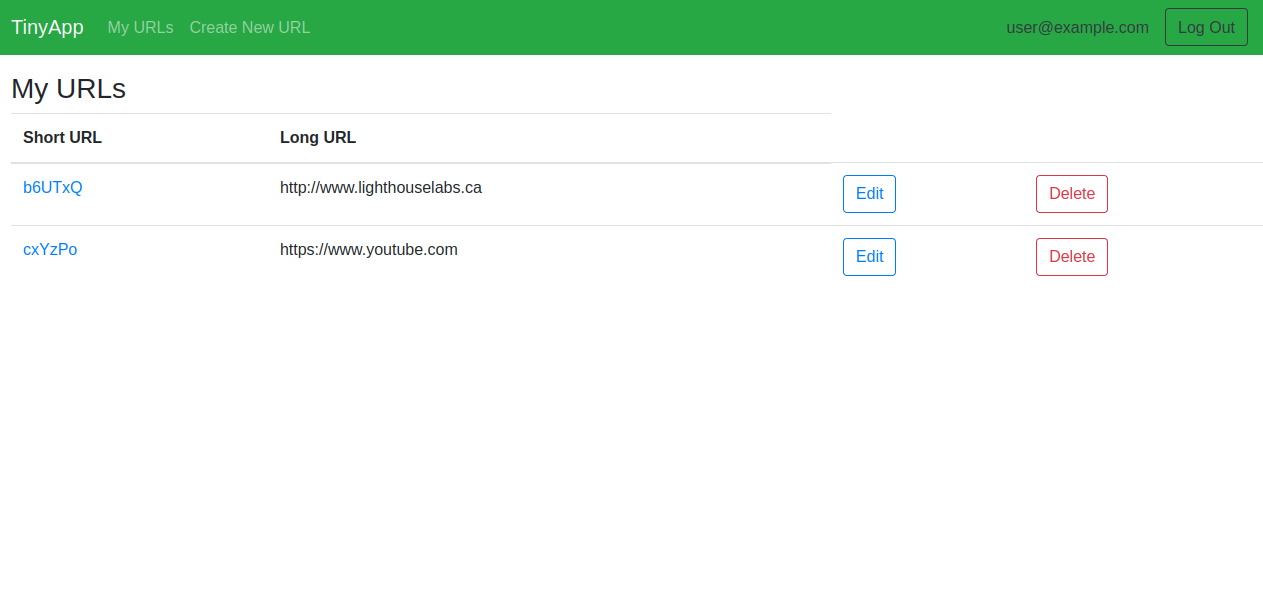 TinyApp My URLs Create New URL user@example.com Log Out
My URLs
Short URL Long URL
b6UTxQ http://www.lighthouselabs.ca Edit Delete
cxYzPo https://www.youtube.com Edit Delete